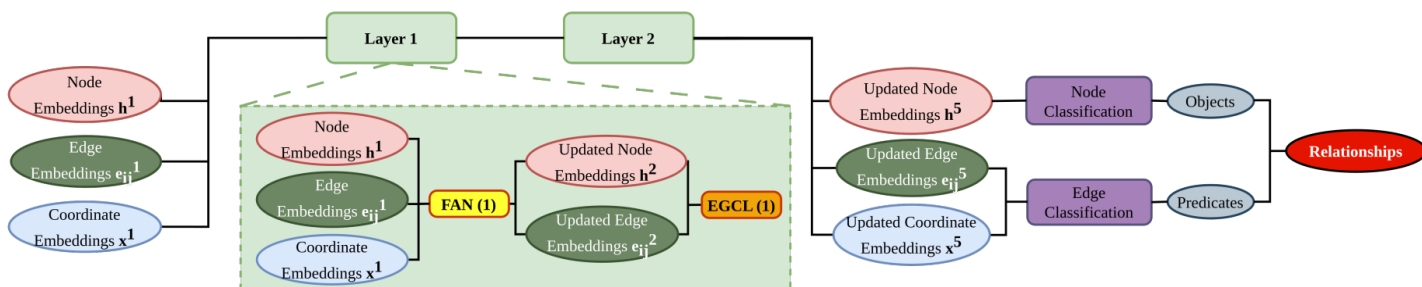 Node
Embeddings h1
Edge
Embeddings eij1
Coordinate
Embeddings x1
Layer 1
Layer 2
Node
Embeddings h1
Edge
Embeddings eij1
Coordinate
Embeddings x1
FAN (1)
Updated Node
Embeddings h2
Updated Edge
Embeddings eij2
EGCL (1)
Updated Node
Embeddings h5
Updated Edge
Embeddings eij5
Updated Coordinate
Embeddings x5
Node
Classification
Edge
Classification
Objects
Predicates
Relationships